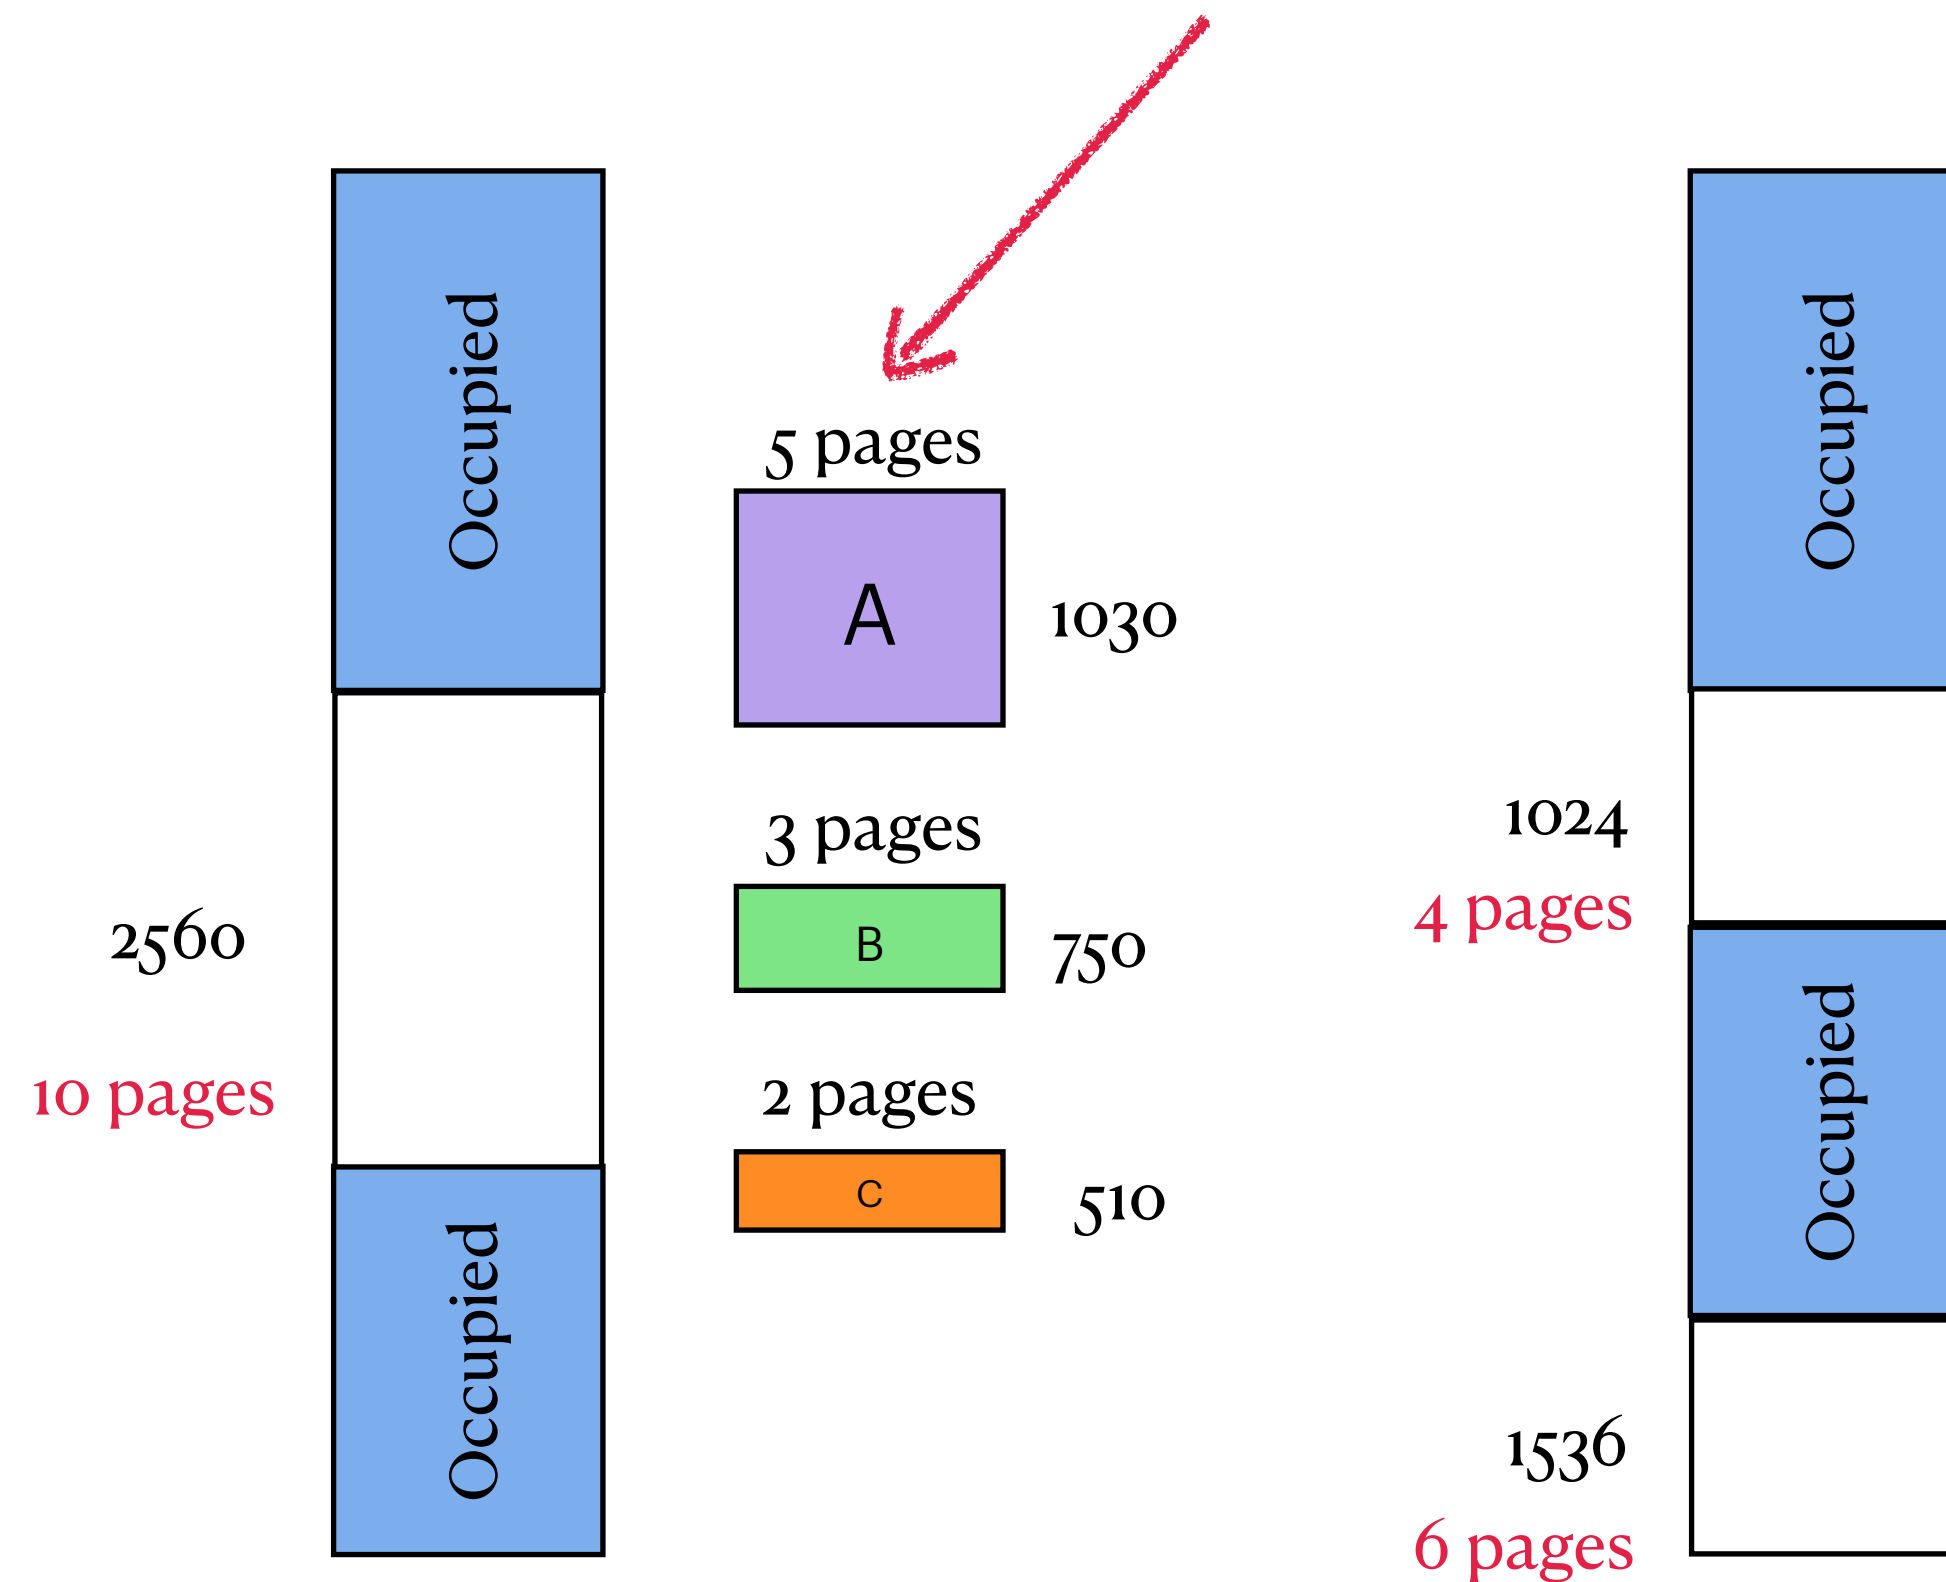 Occupied
2560
10 pages
Occupied
5 pages
A
1030
3 pages
B
750
2 pages
C
510
Occupied
1024
4 pages
Occupied
1536
6 pages